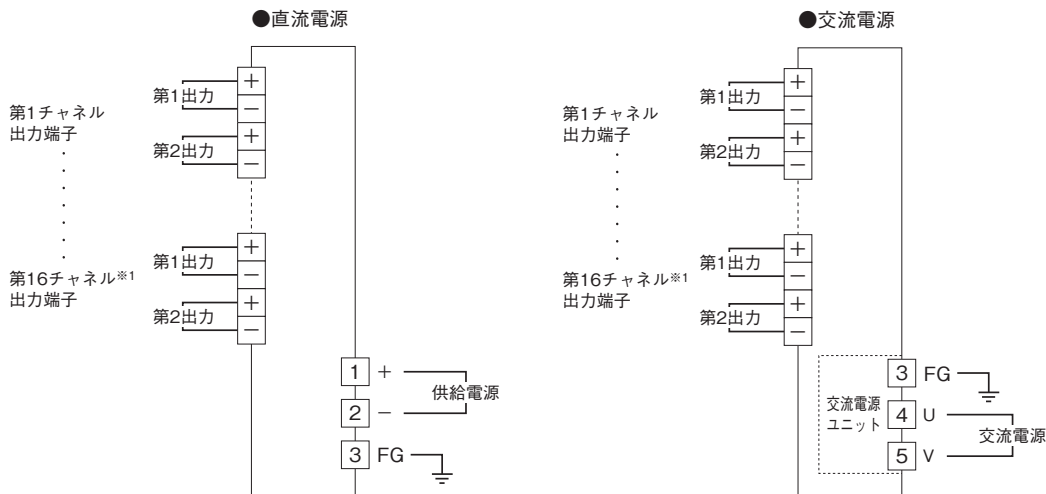 ●直流電源
第1チャネル
出力端子
第1出力
+
−
第2出力
+
−
第16チャネル※1
出力端子
第1出力
+
−
第2出力
+
−
1 +
2 −
供給電源
3 FG
●交流電源
第1チャネル
出力端子
第1出力
+
−
第2出力
+
−
第16チャネル※1
出力端子
第1出力
+
−
第2出力
+
−
交流電源
ユニット
3 FG
4 U
5 V
交流電源